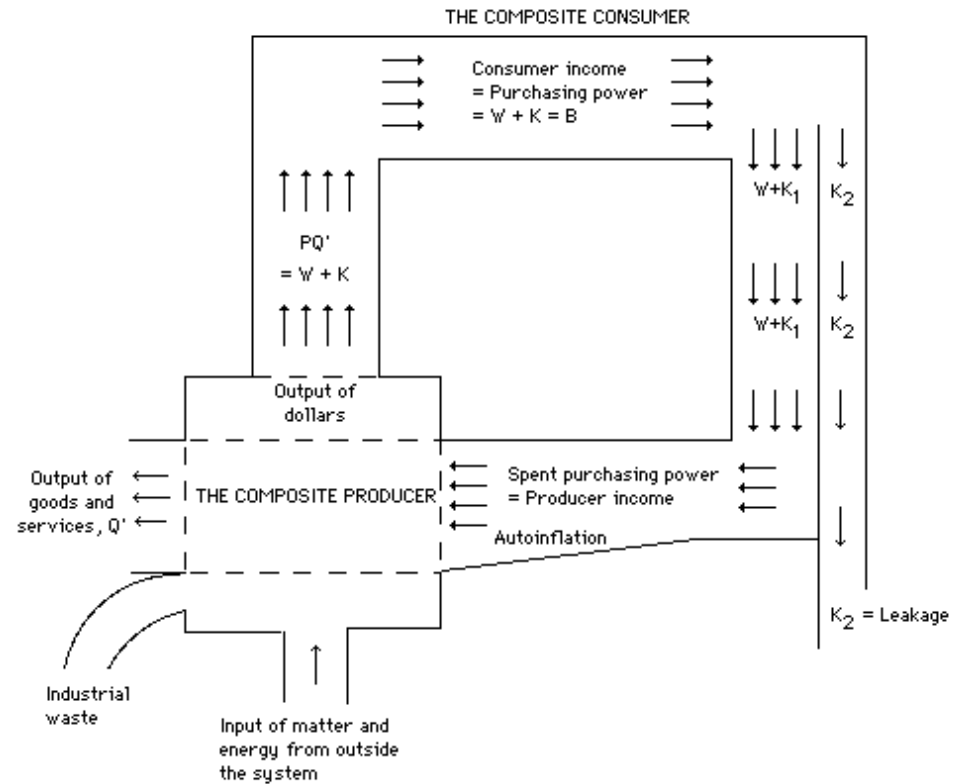 THE COMPOSITE CONSUMER
Consumer income
= Purchasing power
= W + K = B
W+K1
K2
PQ'
= W + K
W+K1
K2
Output of
dollars
Output of
goods and
services, Q'
THE COMPOSITE PRODUCER
Spent purchasing power
= Producer income
Autoinflation
K2 = Leakage
Industrial
waste
Input of matter and
energy from outside
the system